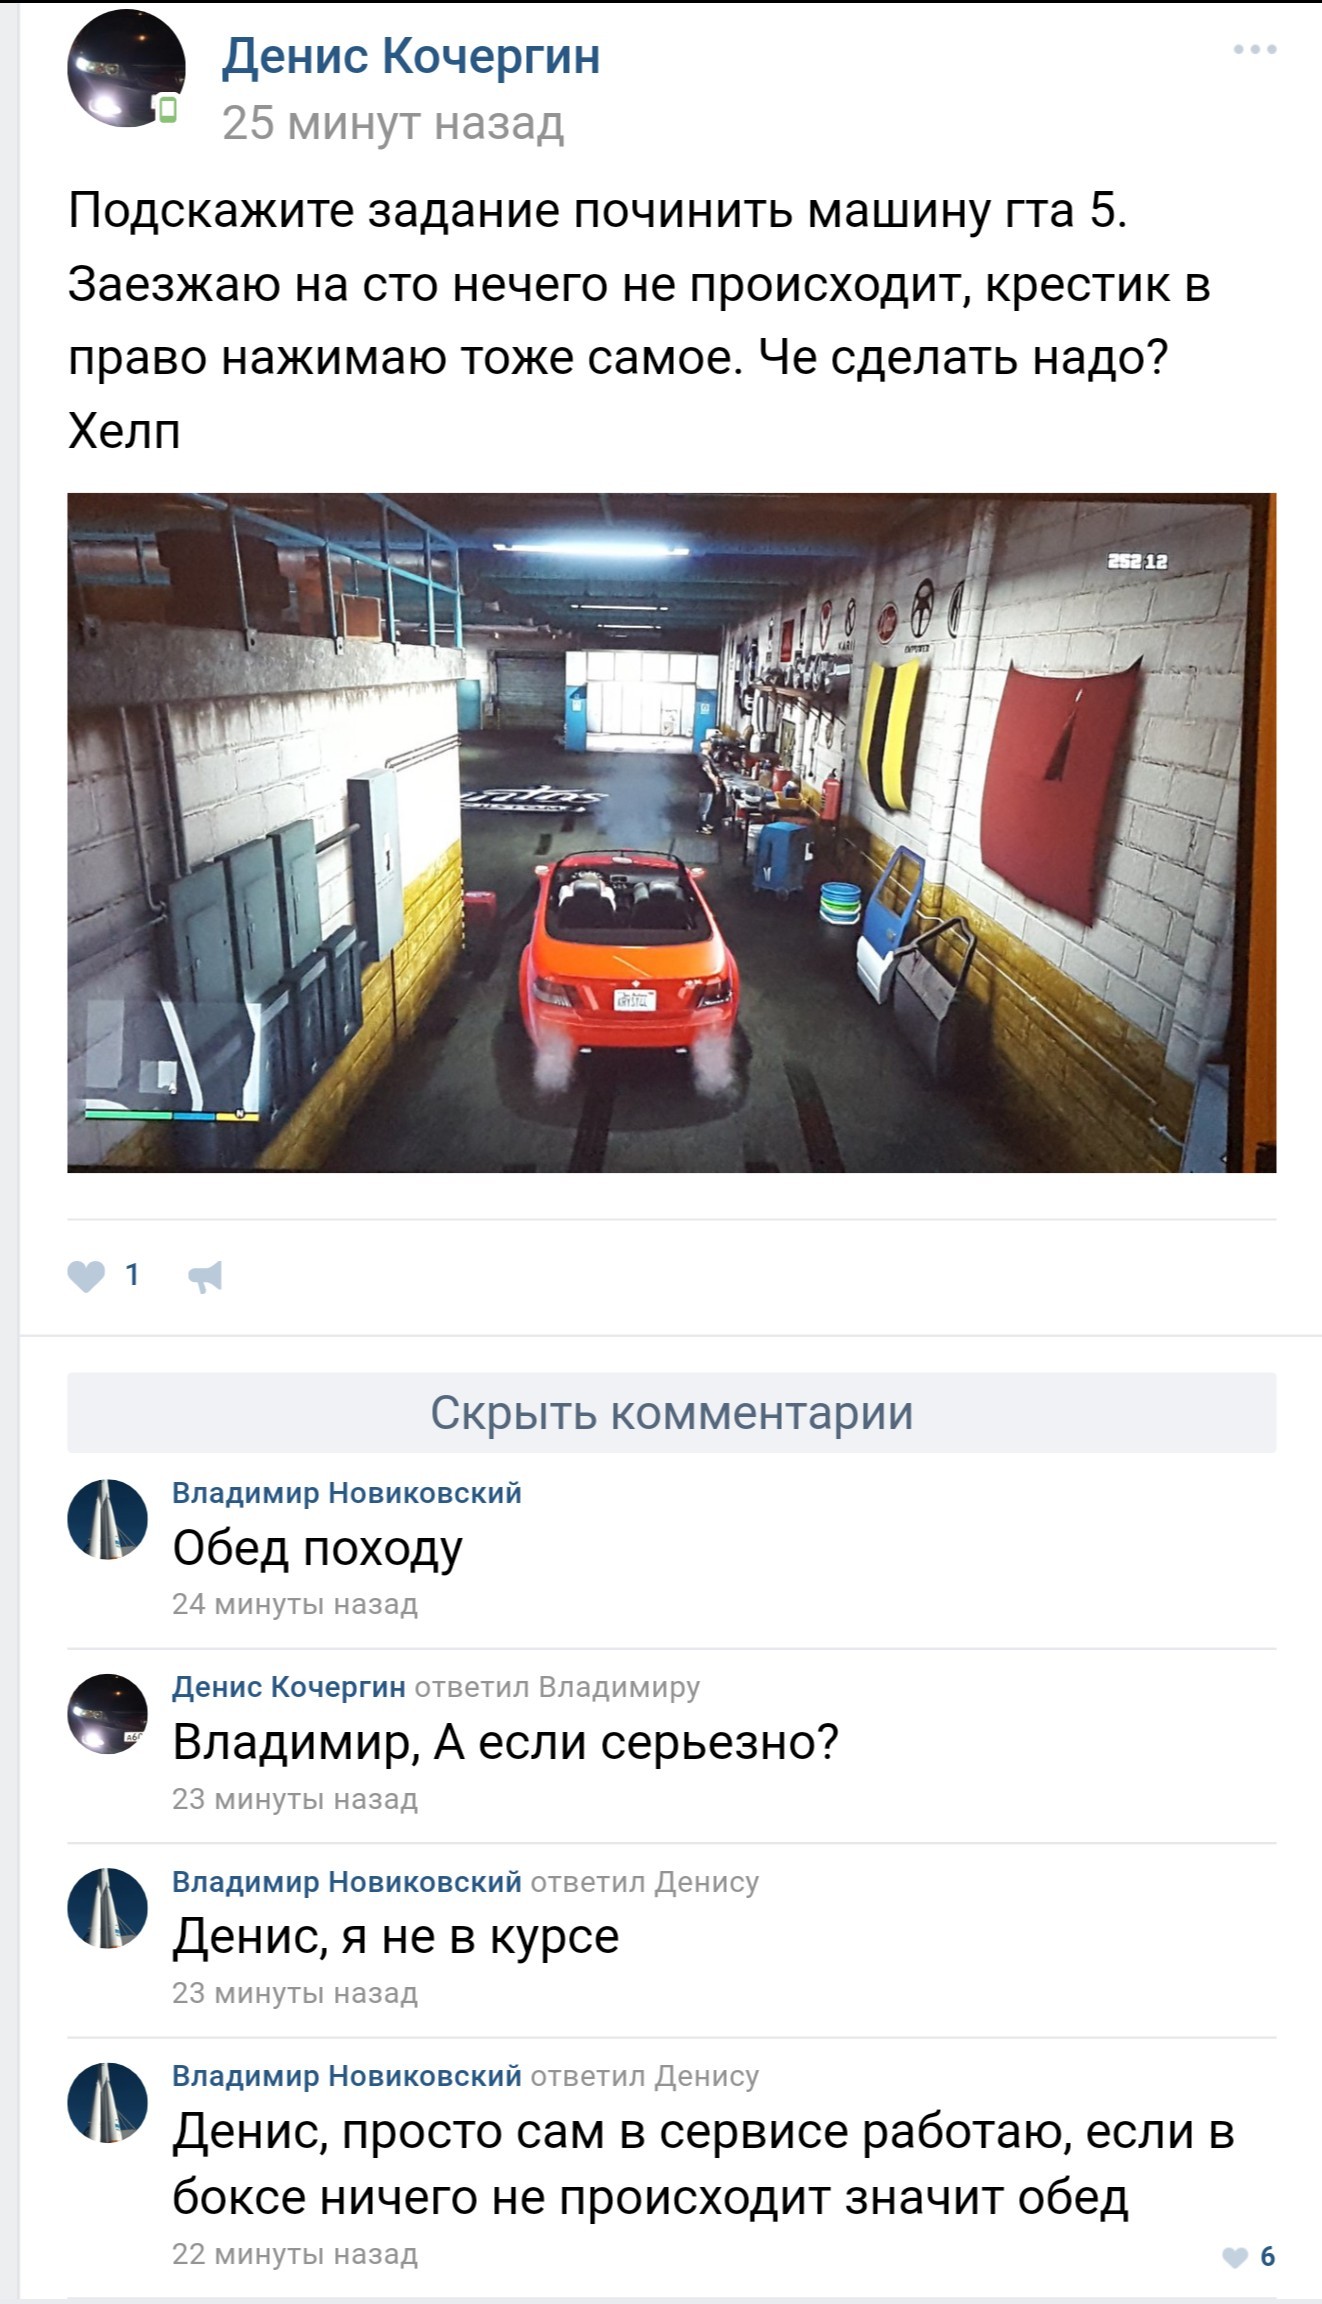 Денис Кочергин
25 минут назад
Подскажите задание починить машину гта 5.
Заезжаю на сто нечего не происходит, крестик в
право нажимаю тоже самое. Че сделать надо?
Хелп
252 12
EMPEROR
KRYSTGL
N
1
Скрыть комментарии
Владимир Новиковский
Обед походу
24 минуты назад
Денис Кочергин ответил Владимиру
Владимир, А если серьезно?
23 минуты назад
Владимир Новиковский ответил Денису
Денис, я не в курсе
23 минуты назад
Владимир Новиковский ответил Денису
Денис, просто сам в сервисе работаю, если в
боксе ничего не происходит значит обед
22 минуты назад
6